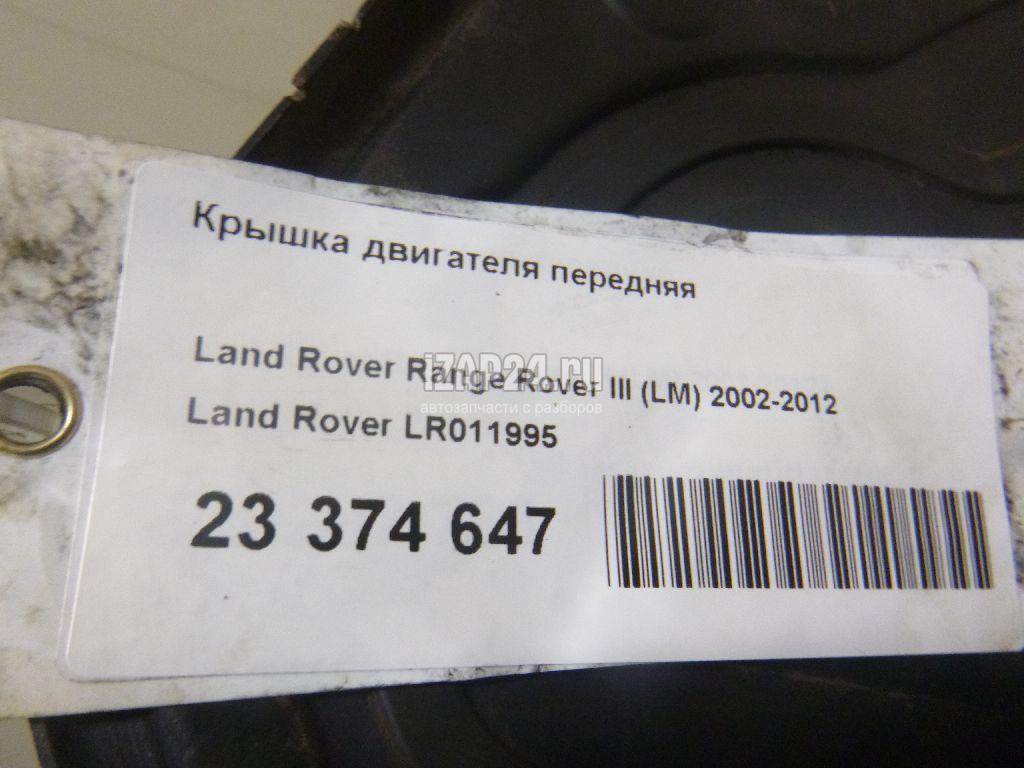 Крышка двигателя передняя
Land Rover Range Rover III (LM) 2002-2012
iZAP24.ru
автозапчасти с разборов
Land Rover LR011995
23 374 647